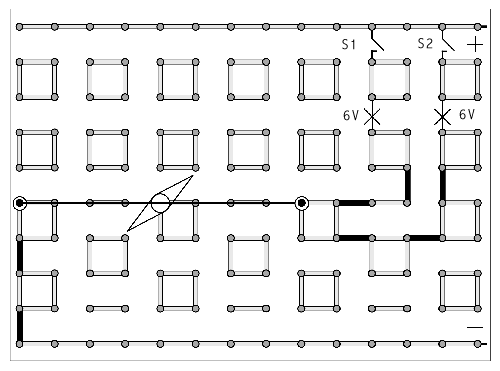 S1 S2 +
6V 6V
—